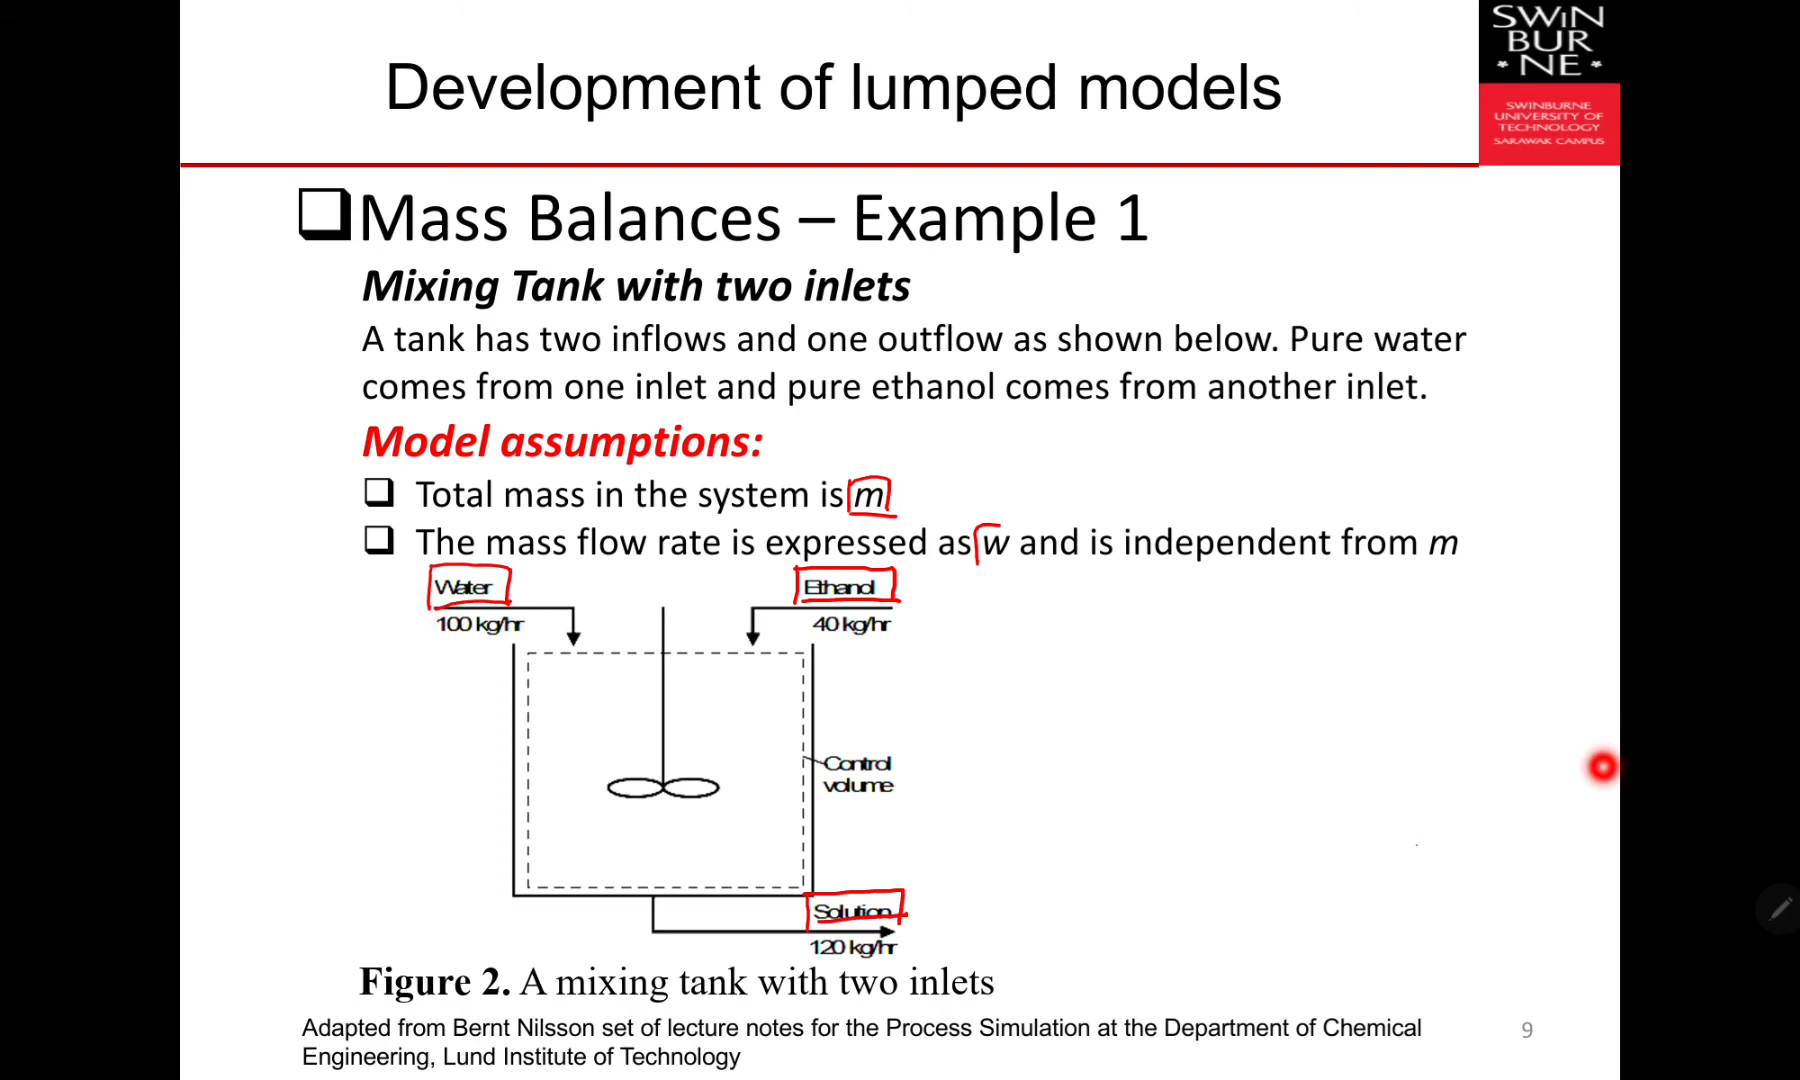 Development of lumped models
SWiN
BUR
* NE *
SWINBURNE
UNIVERSITY OF
TECHNOLOGY
SARAWAK CAMPUS
❑Mass Balances – Example 1
Mixing Tank with two inlets
A tank has two inflows and one outflow as shown below. Pure water
comes from one inlet and pure ethanol comes from another inlet.
Model assumptions:
❑ Total mass in the system is m
❑ The mass flow rate is expressed as w and is independent from m
Water
100 kg/hr
Ethanol
40 kg/hr
Control
volume
Solution
120 kg/hr
Figure 2. A mixing tank with two inlets
Adapted from Bernt Nilsson set of lecture notes for the Process Simulation at the Department of Chemical
Engineering, Lund Institute of Technology
9